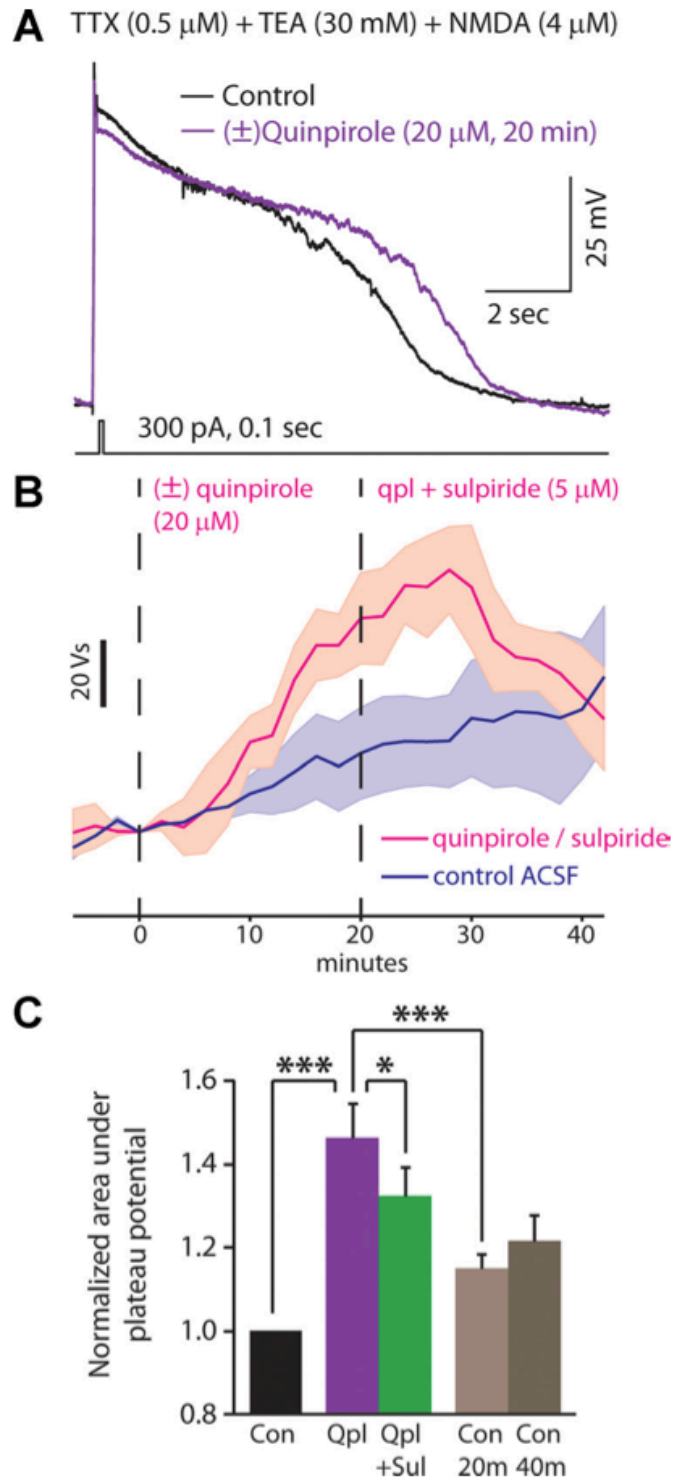 A
TTX (0.5 µM) + TEA (30 mM) + NMDA (4 µM)
Control
(±)Quinpirole (20 µM, 20 min)
25 mV
2 sec
300 pA, 0.1 sec
B
(±) quinpirole
(20 µM)
qpl + sulpiride (5 µM)
20 Vs
quinpirole / sulpiride
control ACSF
0 10 20 30 40
minutes
C
***
*** *
Normalized area under
plateau potential
1.6
1.4
1.2
1.0
0.8
Con Qpl Qpl Con Con
+Sul 20m 40m